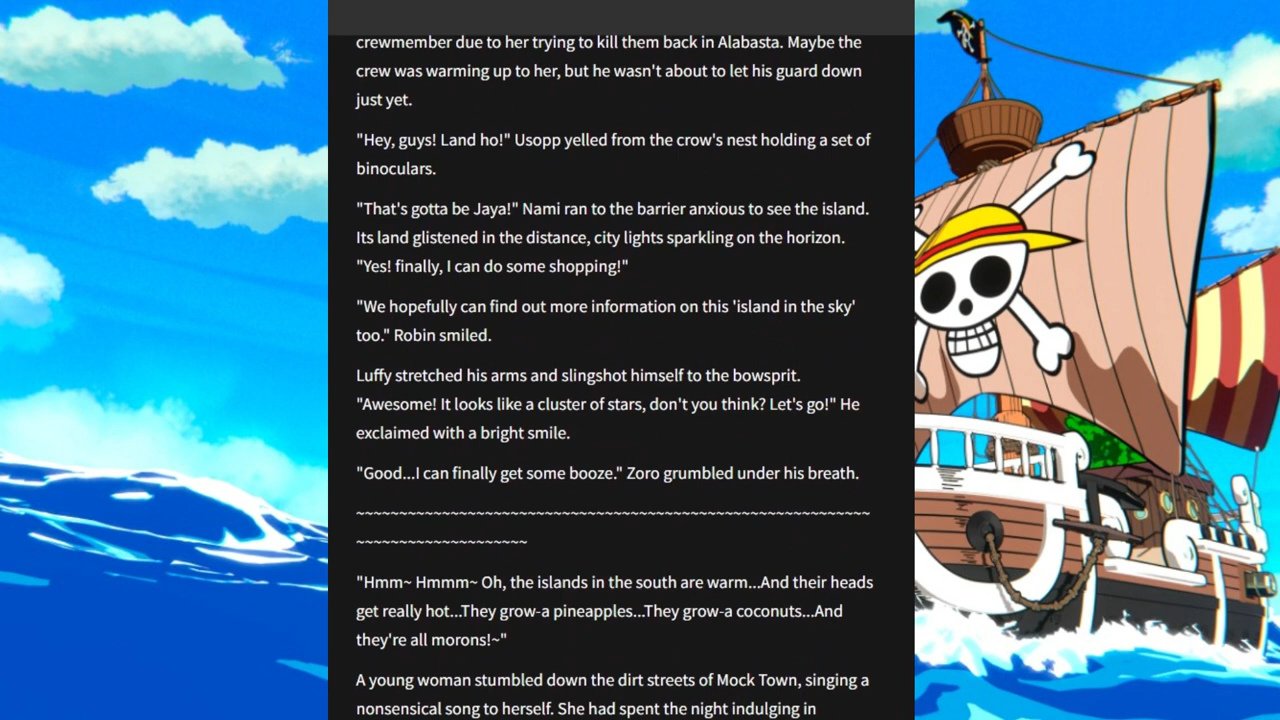 crewmember due to her trying to kill them back in Alabasta. Maybe the
crew was warming up to her, but he wasn't about to let his guard down
just yet.
"Hey, guys! Land ho!" Usopp yelled from the crow's nest holding a set of
binoculars.
"That's gotta be Jaya!" Nami ran to the barrier anxious to see the island.
Its land glistened in the distance, city lights sparkling on the horizon.
"Yes! finally, I can do some shopping!"
"We hopefully can find out more information on this 'island in the sky'
too." Robin smiled.
Luffy stretched his arms and slingshot himself to the bowsprit.
"Awesome! It looks like a cluster of stars, don't you think? Let's go!" He
exclaimed with a bright smile.
"Good...I can finally get some booze." Zoro grumbled under his breath.
~~~~~~~~~~~~~~~~~~~~~~~~~~~~~~~~~~~~~~~~~~~~~~~~~~~~~~~~~~~~
~~~~~~~~~~~~~~~~~~~~
"Hmm~ Hmmm~ Oh, the islands in the south are warm...And their heads
get really hot...They grow-a pineapples...They grow-a coconuts...And
they're all morons!~"
A young woman stumbled down the dirt streets of Mock Town, singing a
nonsensical song to herself. She had spent the night indulging in